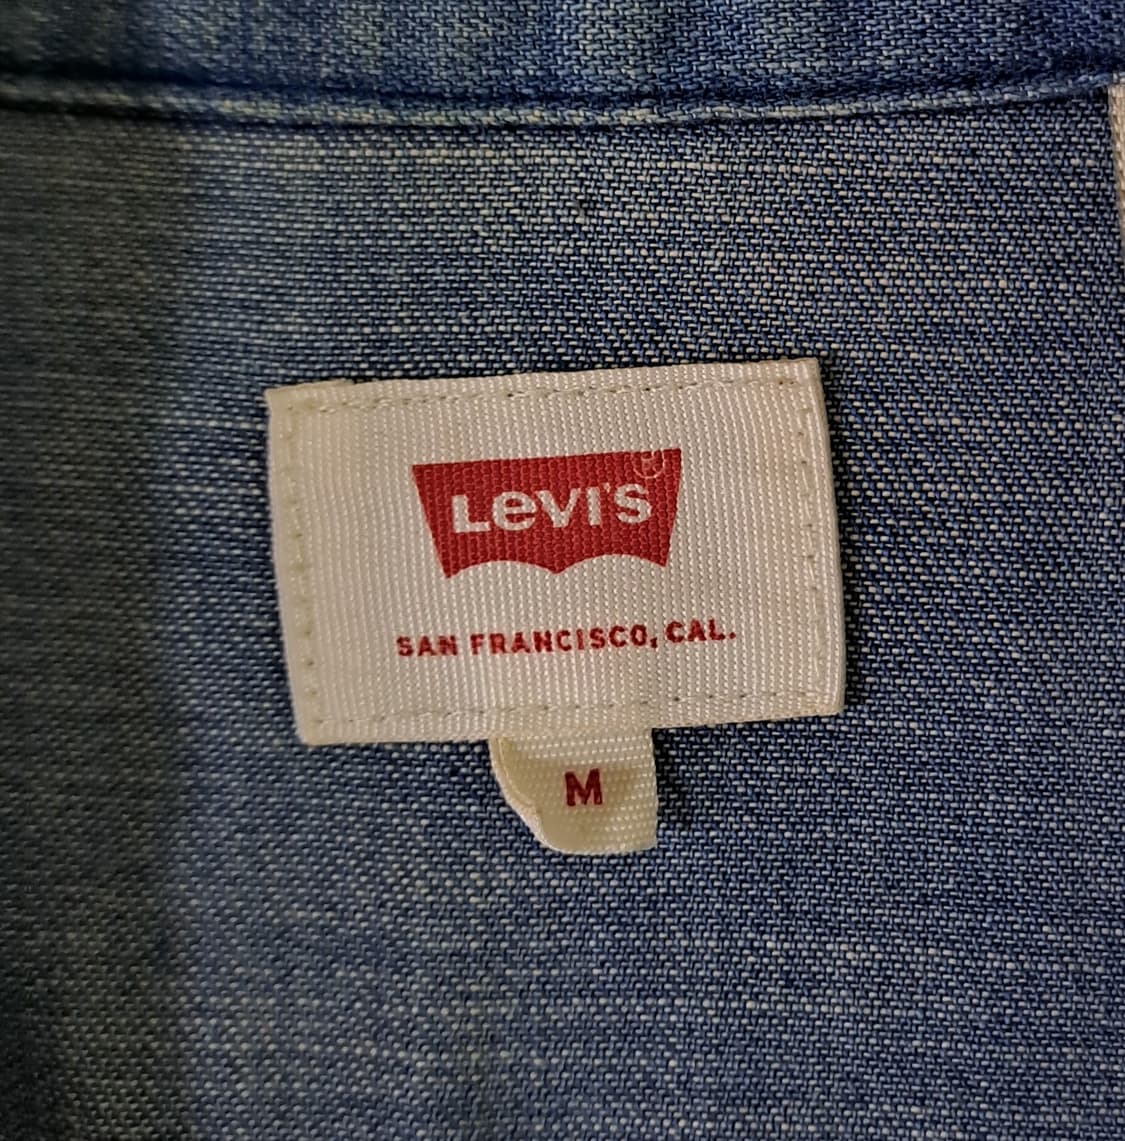 LEVI'S®
SAN FRANCISCO, CAL.
M